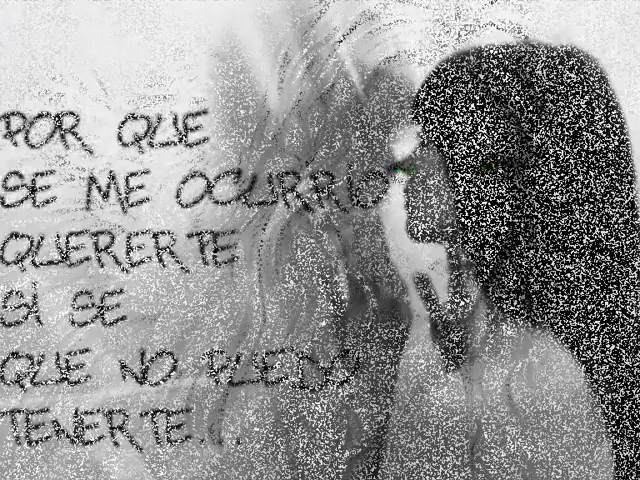 POR QUE
SE ME OCURRIO
QUERERTE
SI SE
QUE NO PUEDO
TENERTE...